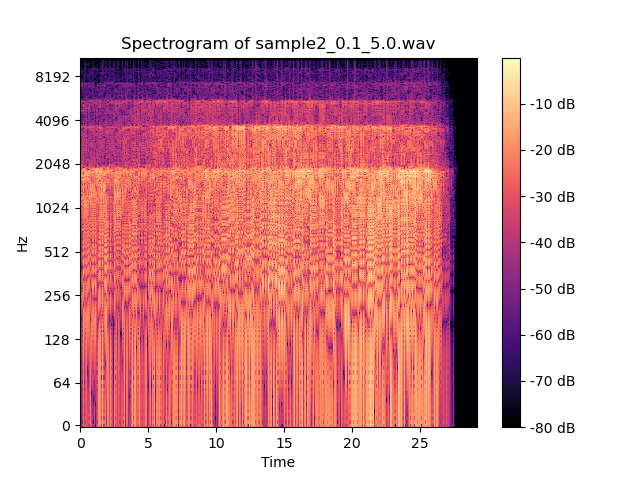 Spectrogram of sample2_0.1_5.0.wav
8192
4096
2048
1024
512
256
128
64
0
Hz
0 5 10 15 20 25
Time
-10 dB
-20 dB
-30 dB
-40 dB
-50 dB
-60 dB
-70 dB
-80 dB